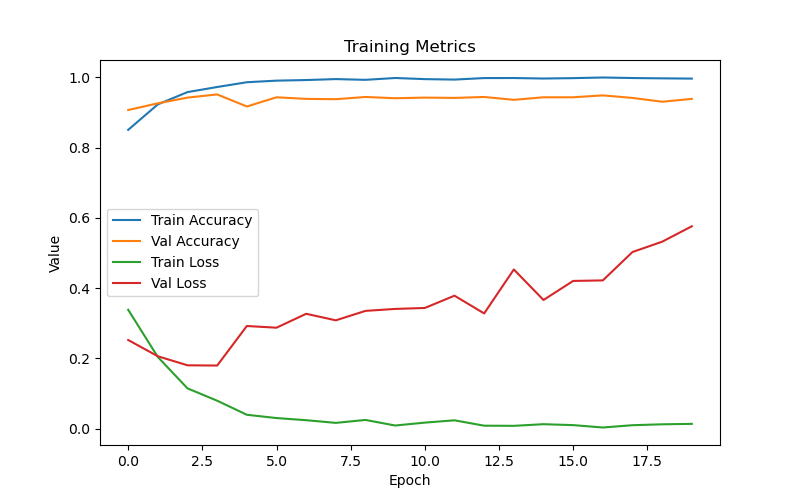 Training Metrics
1.0
0.8
0.6
0.4
0.2
0.0
Value
Train Accuracy
Val Accuracy
Train Loss
Val Loss
0.0 2.5 5.0 7.5 10.0 12.5 15.0 17.5
Epoch